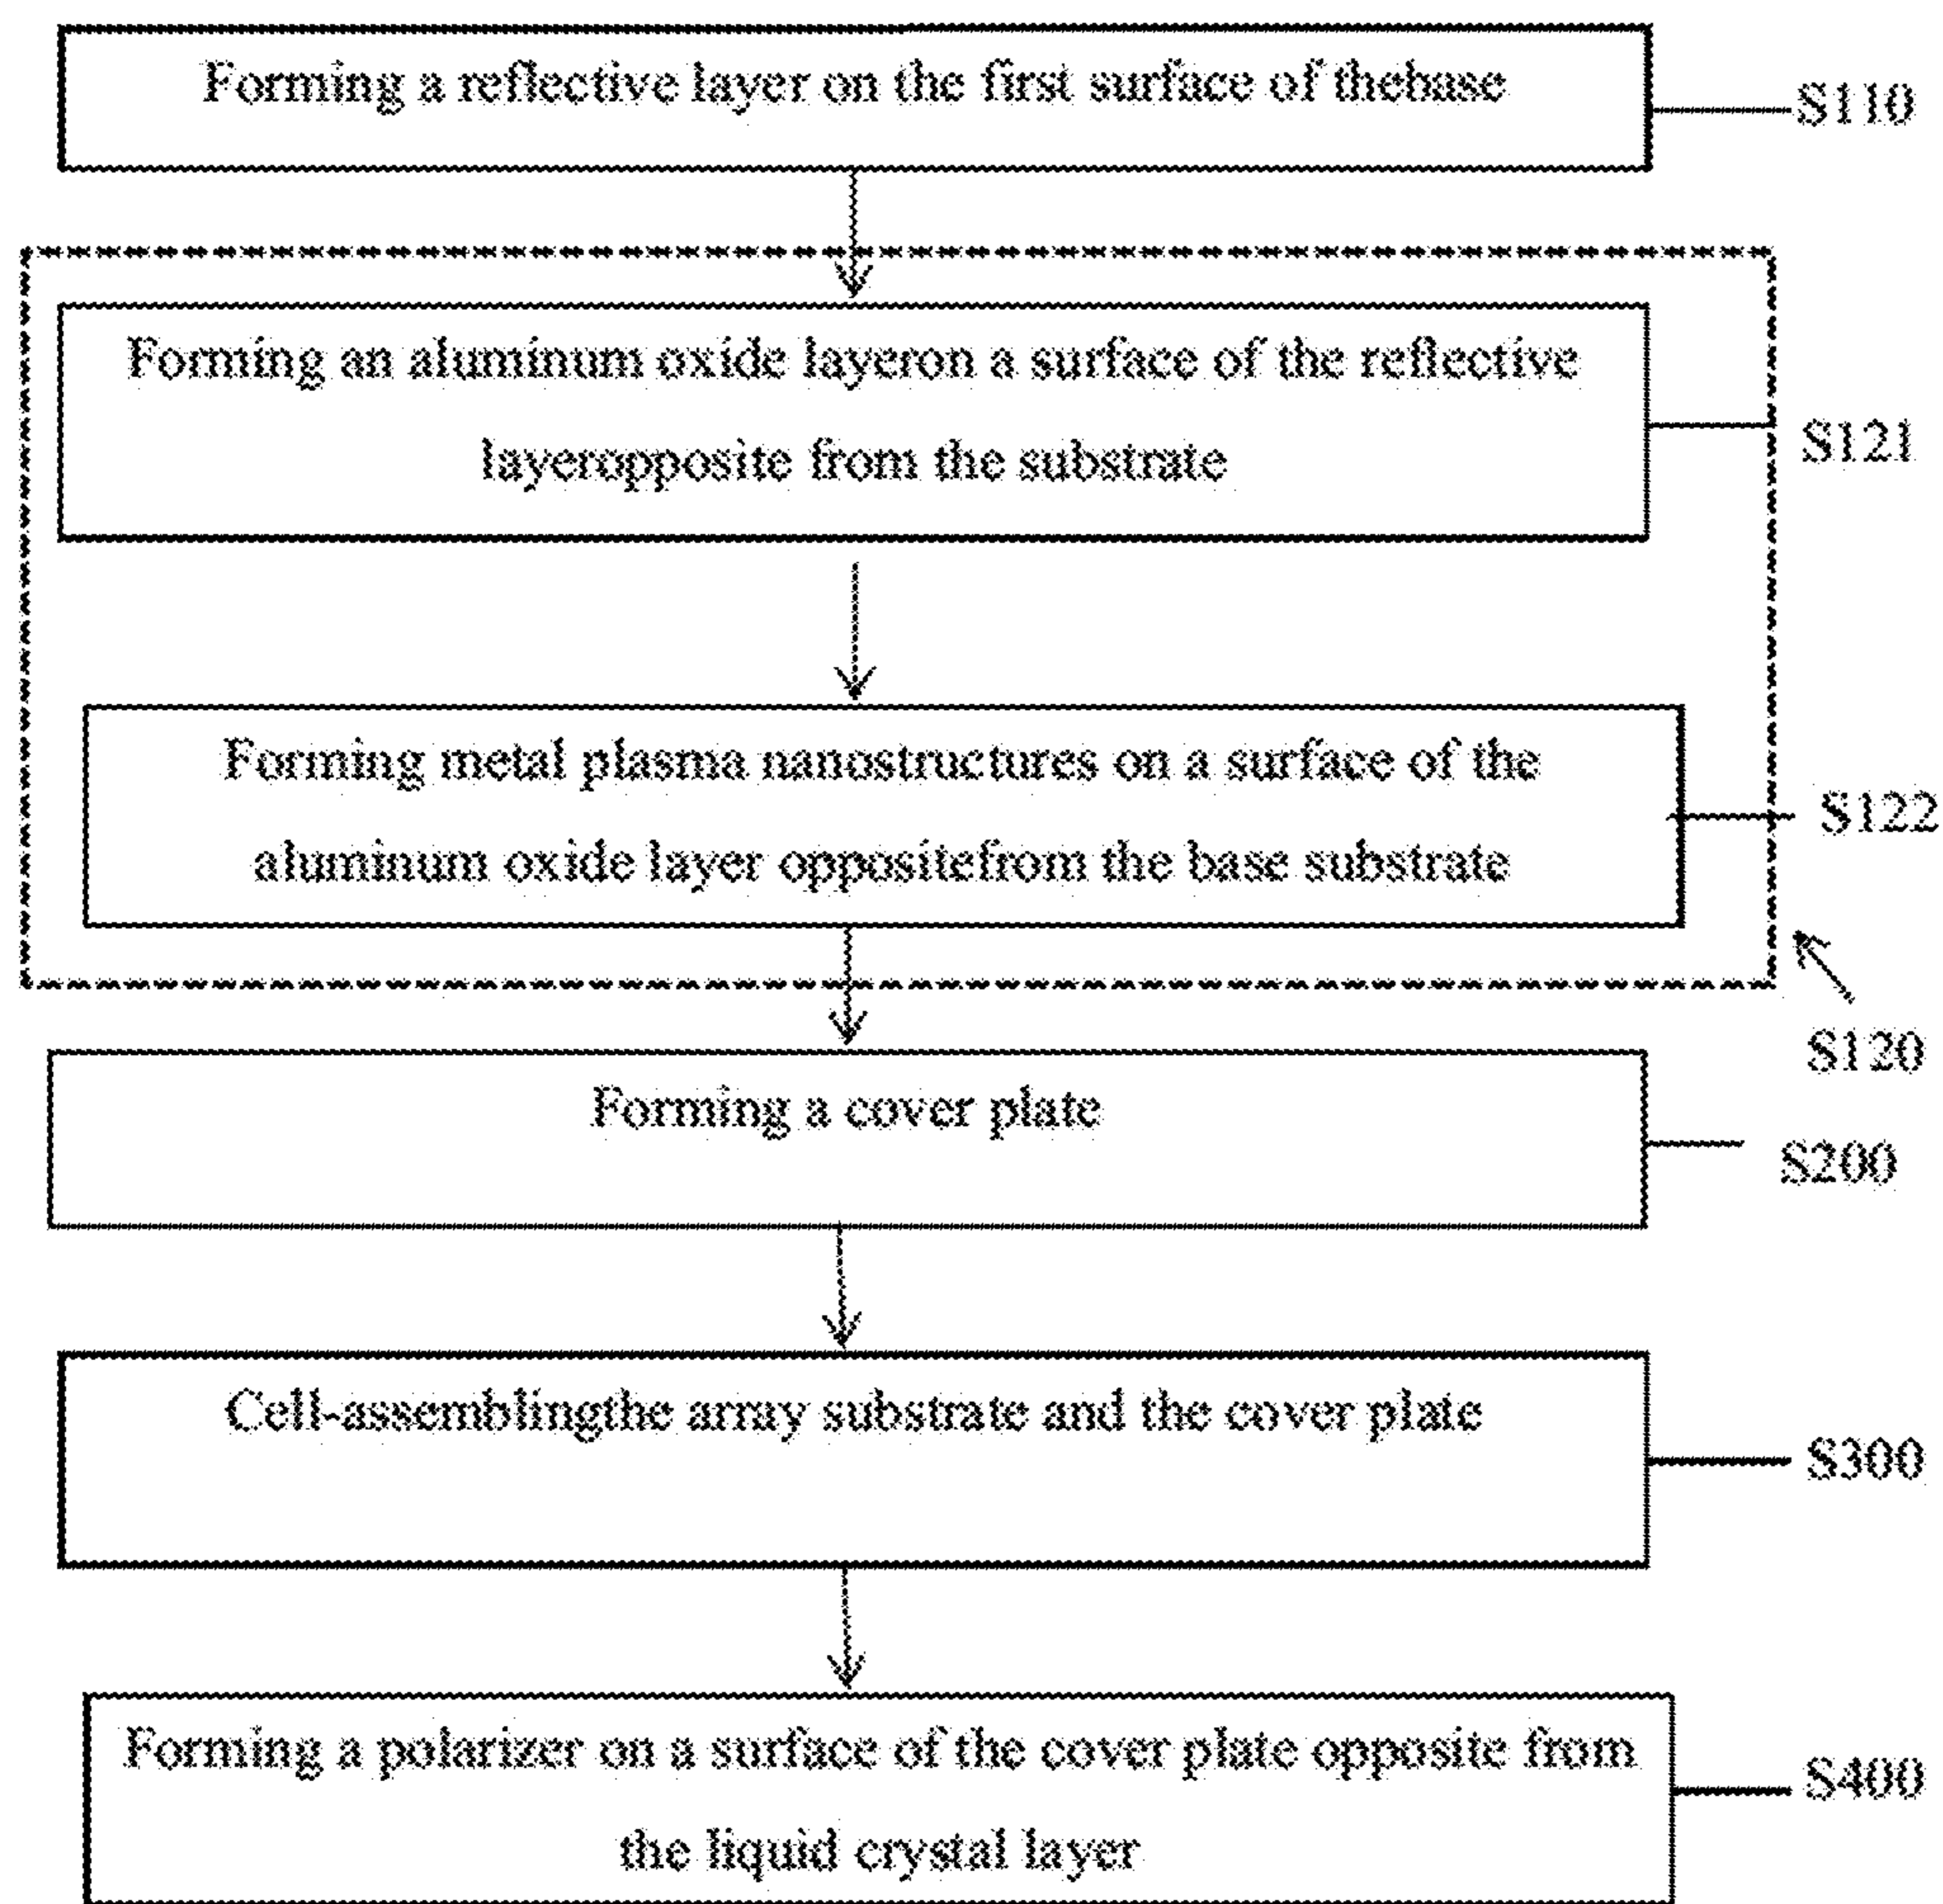 Forming a reflective layer on the first surface of thebase
S110
Forming an aluminum oxide layeron a surface of the reflective
layeropposite from the substrate
S121
Forming metal plasma nanostructures on a surface of the
aluminum oxide layer oppositefrom the base substrate
S122
S120
Forming a cover plate
S200
Cell-assemblingthe array substrate and the cover plate
S300
Forming a polarizer on a surface of the cover plate opposite from
the liquid crystal layer
S400